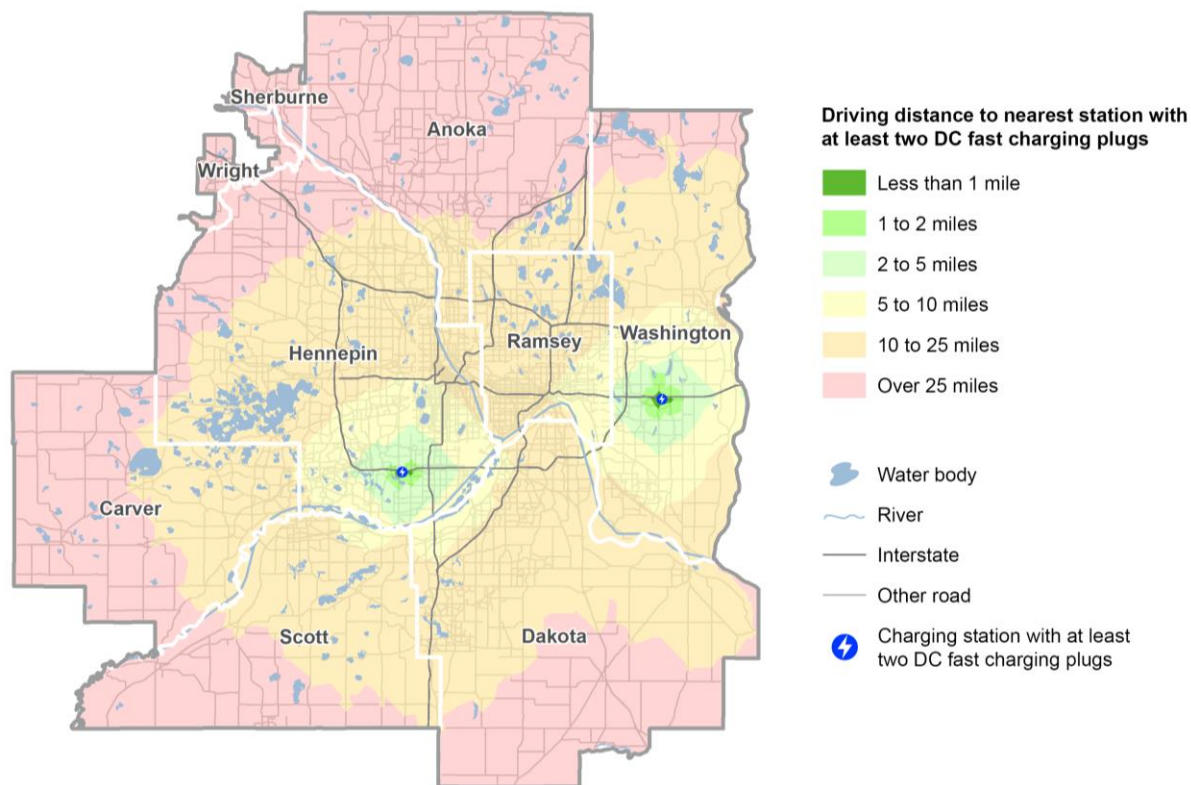 Sherburne
Anoka
Wright
Hennepin
Ramsey
Washington
Carver
Scott
Dakota
Driving distance to nearest station with
at least two DC fast charging plugs
Less than 1 mile
1 to 2 miles
2 to 5 miles
5 to 10 miles
10 to 25 miles
Over 25 miles
Water body
River
Interstate
Other road
Charging station with at least
two DC fast charging plugs